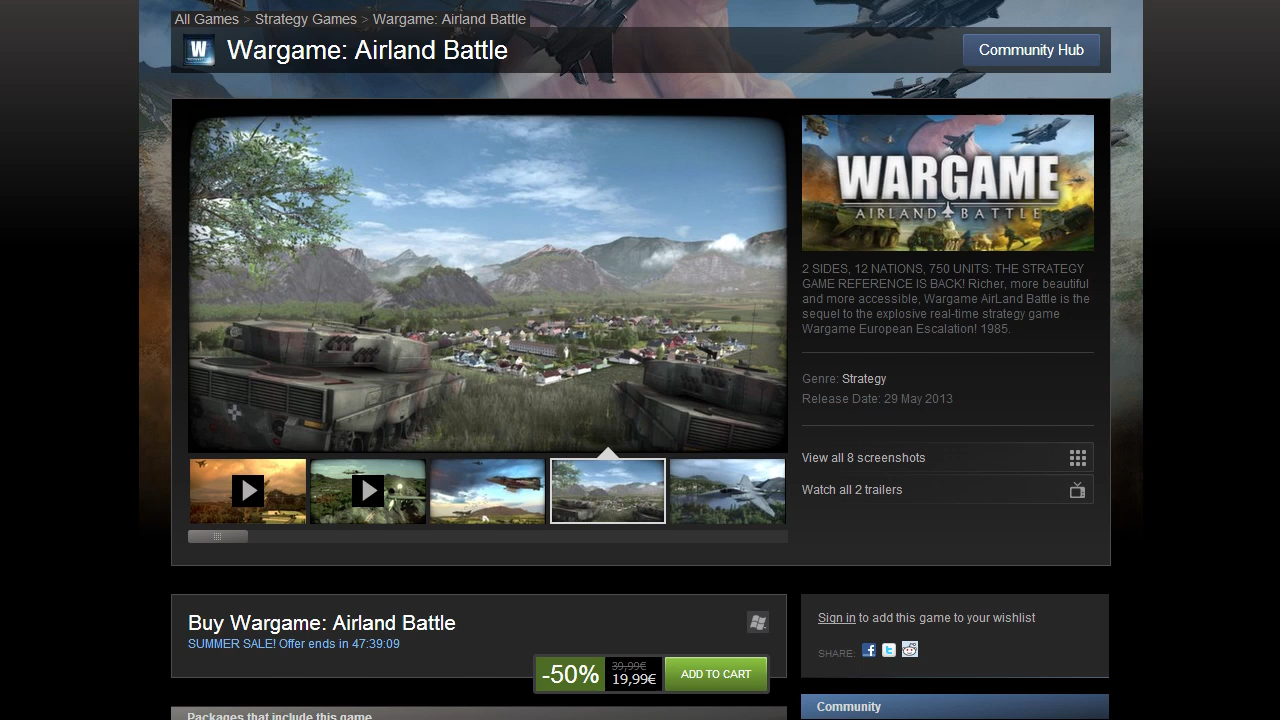 All Games > Strategy Games > Wargame: Airland Battle
W
Wargame: Airland Battle
Community Hub
WARGAME
AIRLAND BATTLE
2 SIDES, 12 NATIONS, 750 UNITS: THE STRATEGY
GAME REFERENCE IS BACK! Richer, more beautiful
and more accessible, Wargame AirLand Battle is the
sequel to the explosive real-time strategy game
Wargame European Escalation! 1985.
Genre: Strategy
Release Date: 29 May 2013
View all 8 screenshots
Watch all 2 trailers
Buy Wargame: Airland Battle
SUMMER SALE! Offer ends in 47:39:09
-50%
39,99€
19,99€
ADD TO CART
Sign in to add this game to your wishlist
SHARE:
Packages that include this game
Community